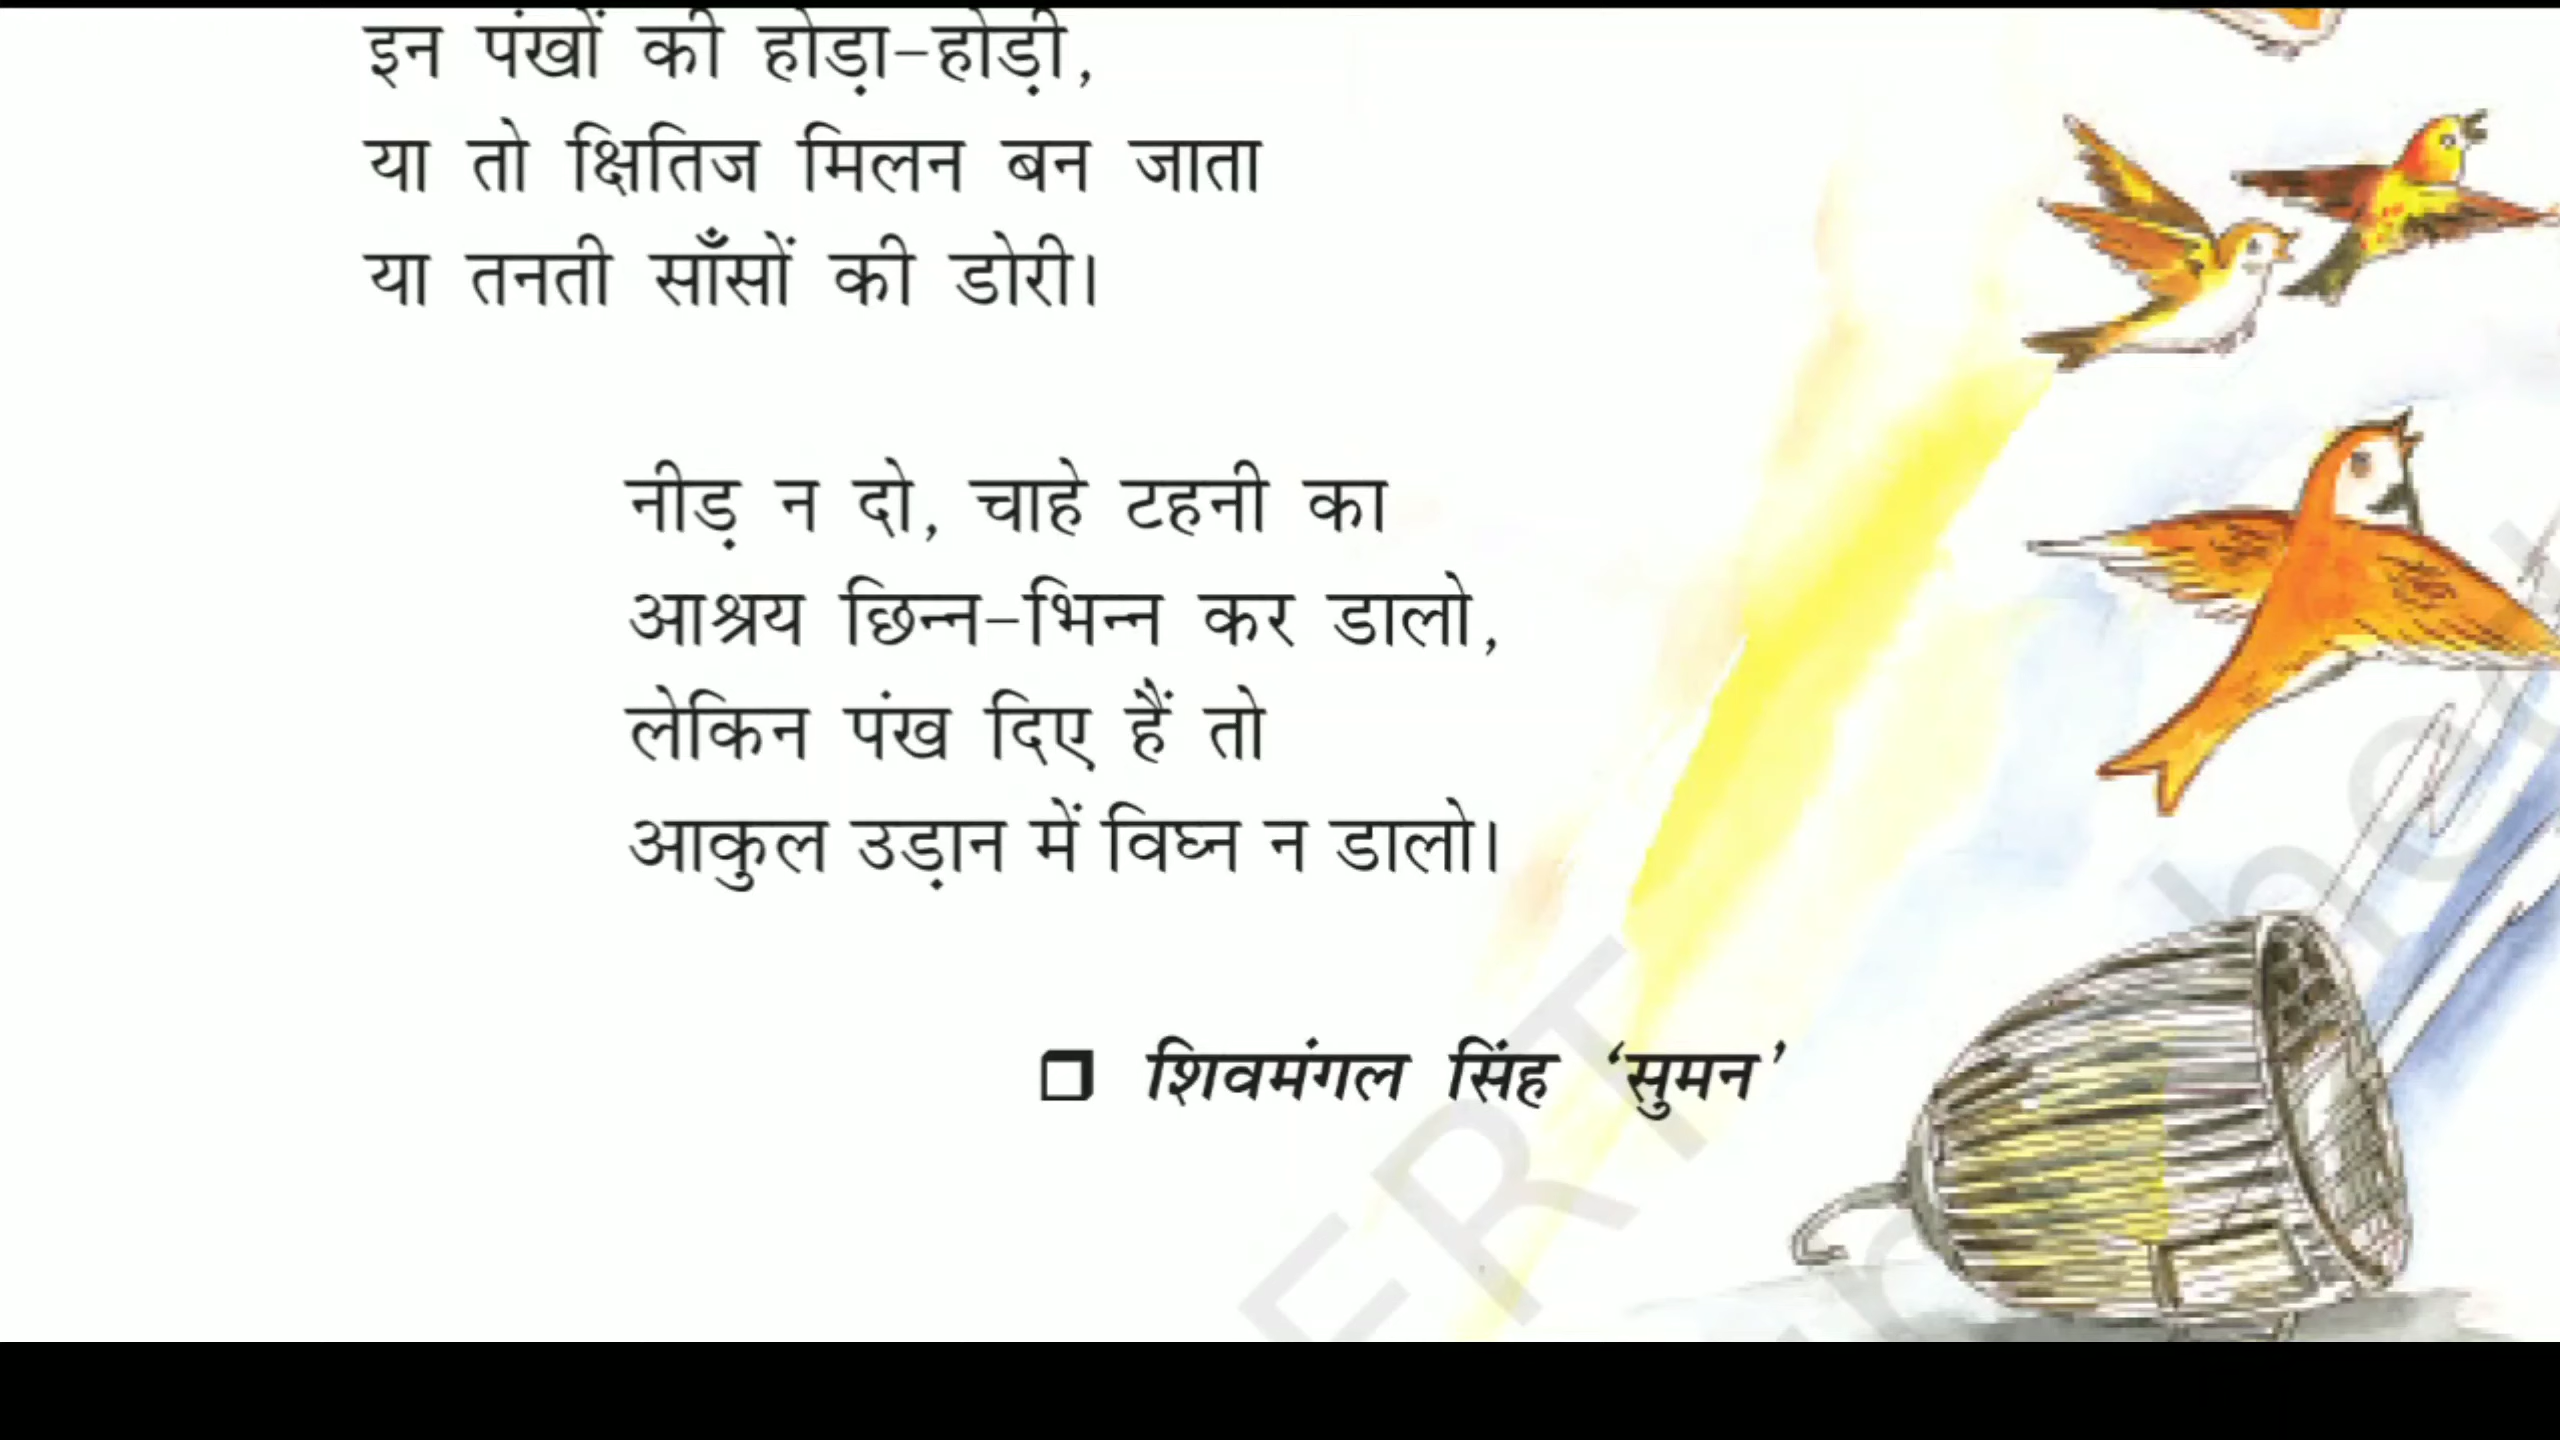 इन पंखों की होड़ा-होड़ी,
या तो क्षितिज मिलन बन जाता
या तनती साँसों की डोरी।
नीड़ न दो, चाहे टहनी का
आश्रय छिन्न-भिन्न कर डालो,
लेकिन पंख दिए हैं तो
आकुल उड़ान में विघ्न न डालो।
❒ शिवमंगल सिंह ‘सुमन’